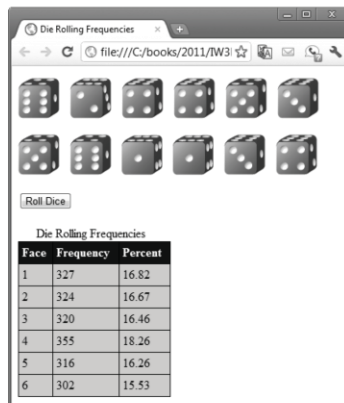 Die Rolling Frequencies
file:///C:/books/2011/IW3
Roll Dice
Die Rolling Frequencies
Face Frequency Percent
1 327 16.82
2 324 16.67
3 320 16.46
4 355 18.26
5 316 16.26
6 302 15.53